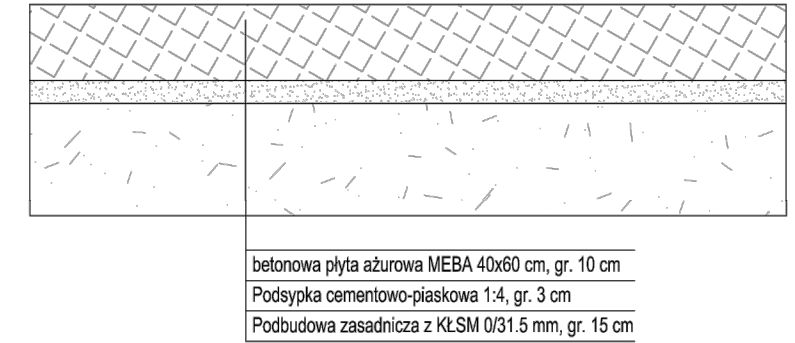 betonowa płyta ażurowa MEBA 40x60 cm, gr. 10 cm
Podsypka cementowo-piaskowa 1:4, gr. 3 cm
Podbudowa zasadnicza z KŁSM 0/31.5 mm, gr. 15 cm